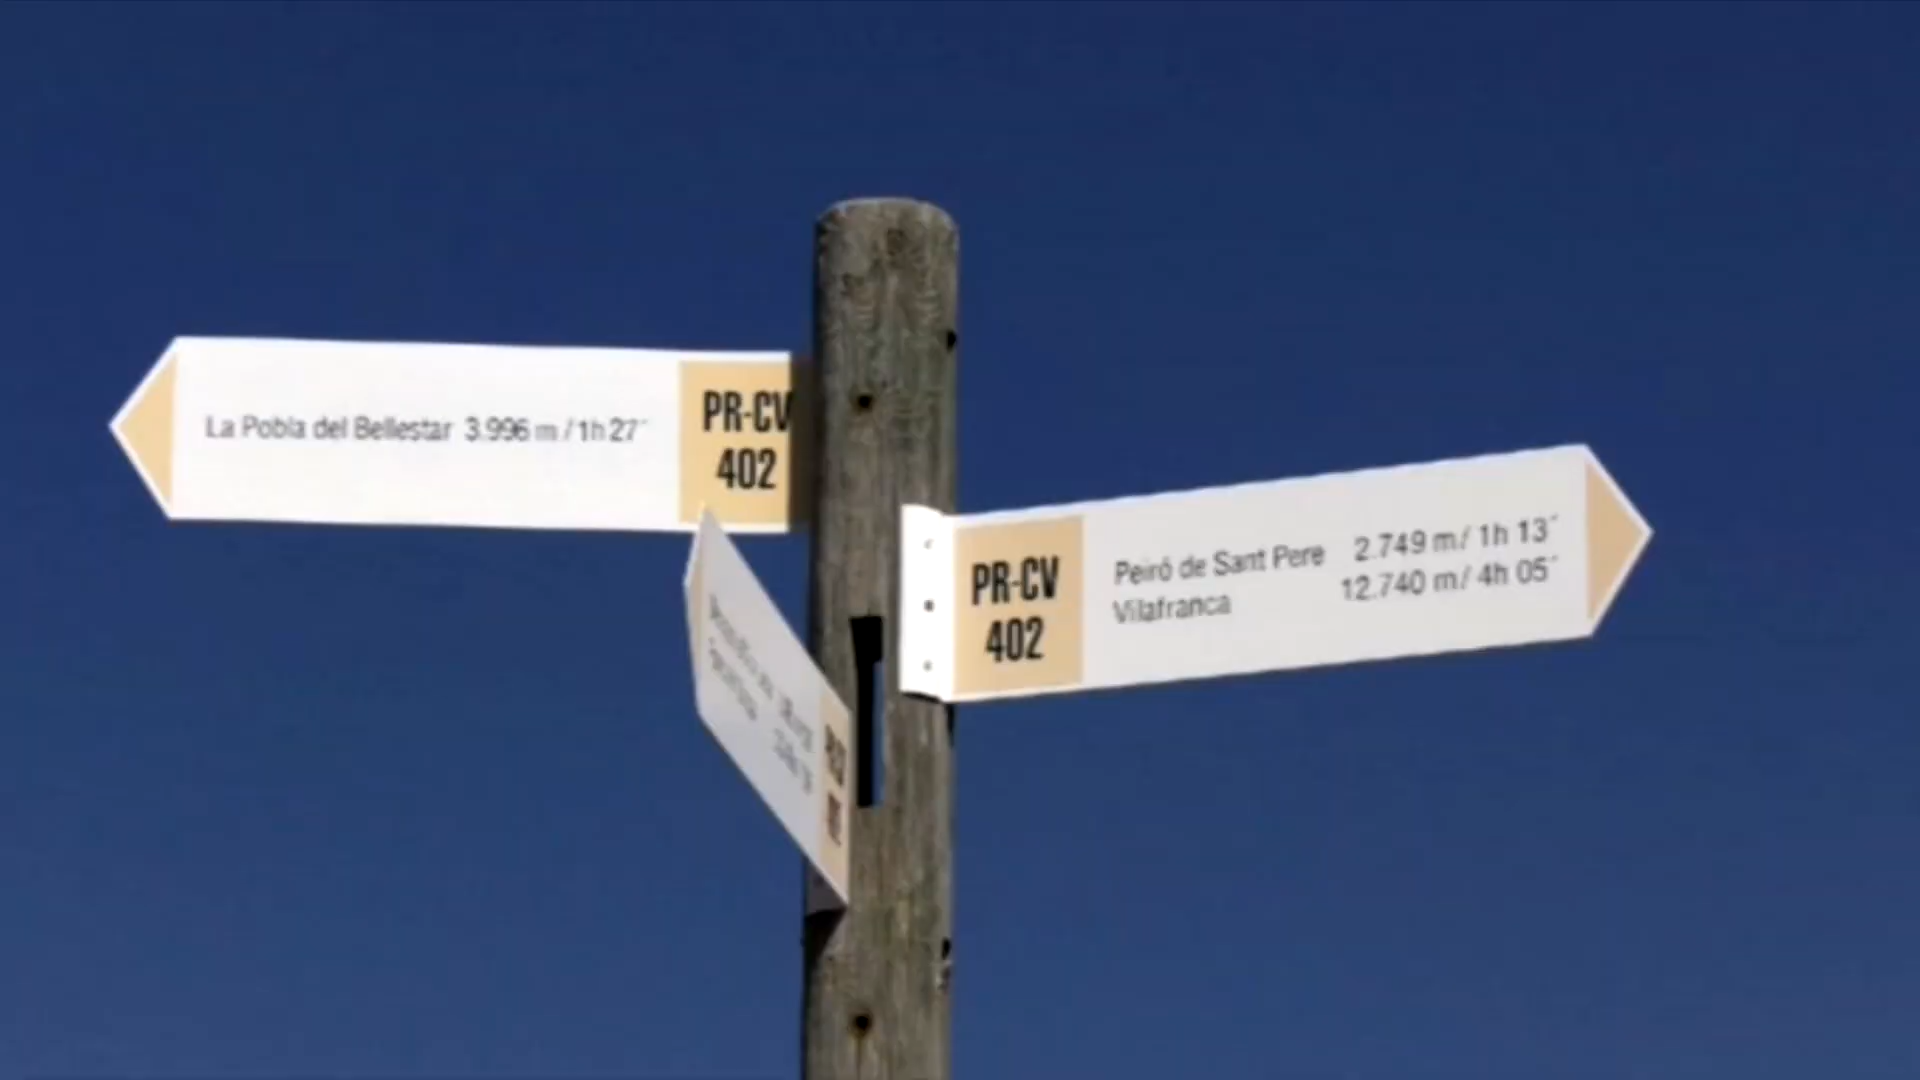 La Pobla del Bellestar 3.996 m / 1h 27´
PR-CV
402
PR-CV
402
Peiró de Sant Pere 2.749 m / 1h 13´
Vilafranca 12.740 m / 4h 05´